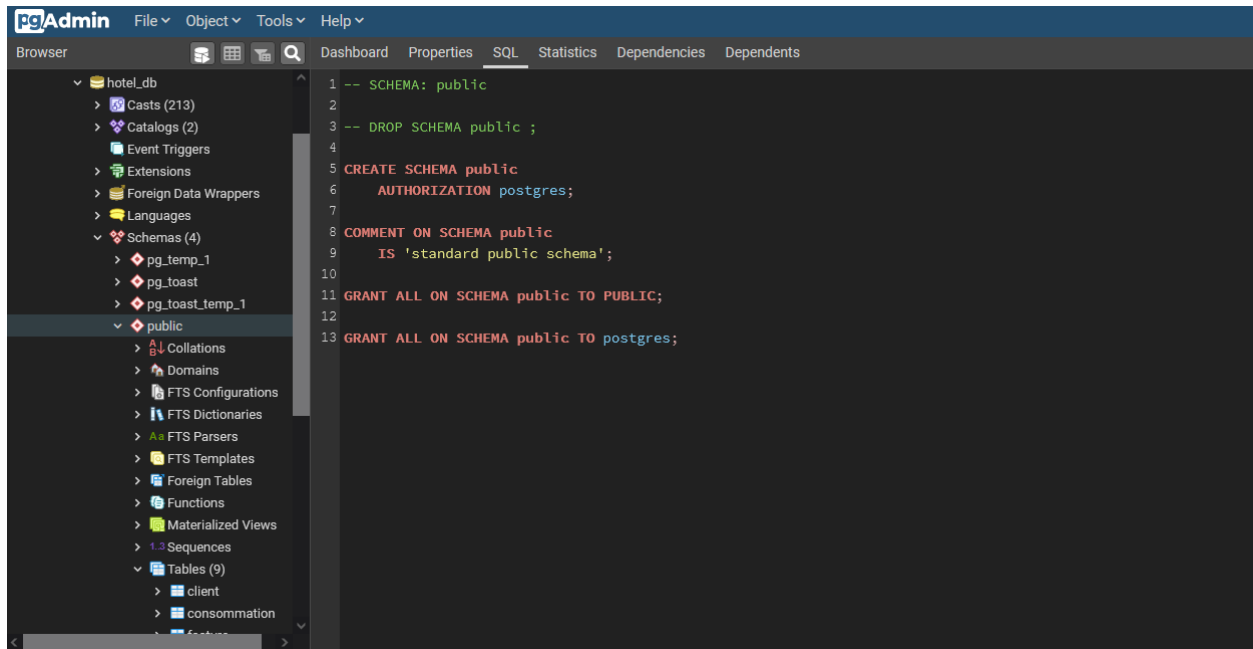 pgAdmin File Object Tools Help
Browser
Dashboard Properties SQL Statistics Dependencies Dependents
hotel_db
Casts (213)
Catalogs (2)
Event Triggers
Extensions
Foreign Data Wrappers
Languages
Schemas (4)
pg_temp_1
pg_toast
pg_toast_temp_1
public
Collations
Domains
FTS Configurations
FTS Dictionaries
Aa FTS Parsers
FTS Templates
Foreign Tables
Functions
Materialized Views
1..3 Sequences
Tables (9)
client
consommation
1 -- SCHEMA: public
2
3 -- DROP SCHEMA public ;
4
5 CREATE SCHEMA public
6 AUTHORIZATION postgres;
7
8 COMMENT ON SCHEMA public
9 IS 'standard public schema';
10
11 GRANT ALL ON SCHEMA public TO PUBLIC;
12
13 GRANT ALL ON SCHEMA public TO postgres;